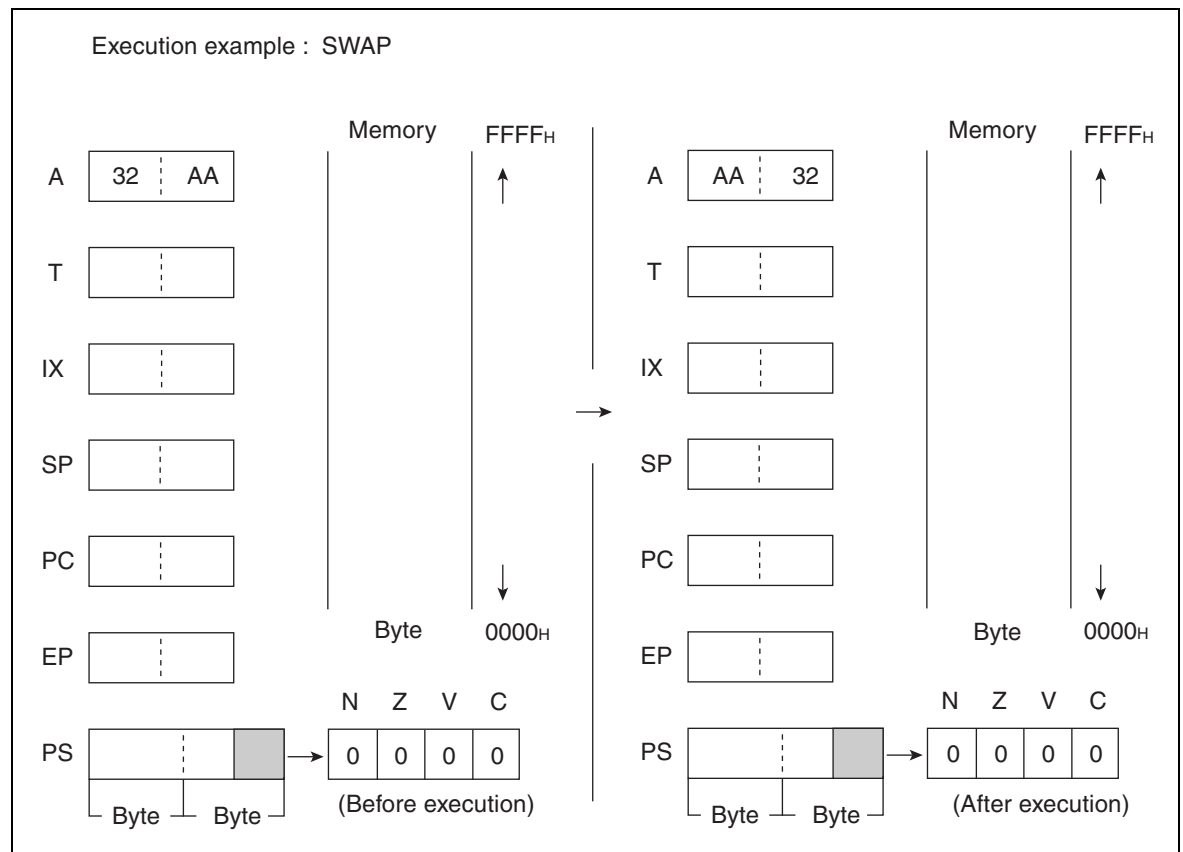 Execution example : SWAP
Memory FFFFH
A 32 AA
T
IX
SP
PC
EP
Byte 0000H
N Z V C
PS 0 0 0 0
Byte Byte
(Before execution)
Memory FFFFH
A AA 32
T
IX
SP
PC
EP
Byte 0000H
N Z V C
PS 0 0 0 0
Byte Byte
(After execution)